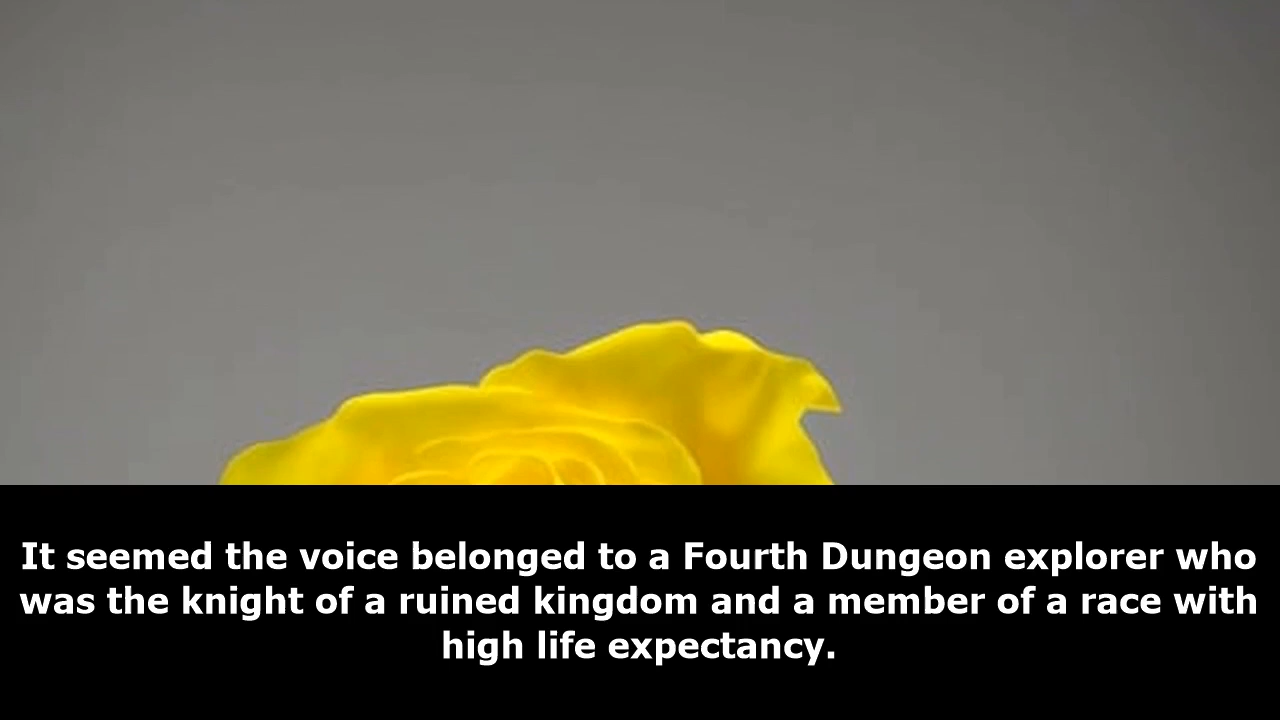 It seemed the voice belonged to a Fourth Dungeon explorer who
was the knight of a ruined kingdom and a member of a race with
high life expectancy.